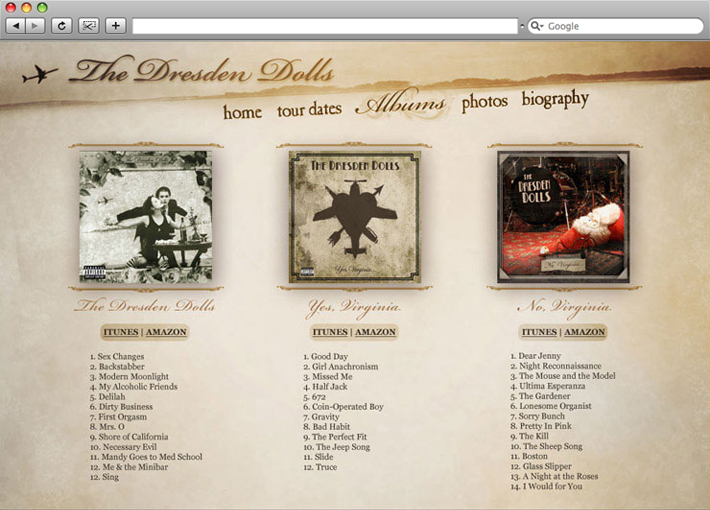 Google
The Dresden Dolls
home tour dates Albums photos biography
The Dresden Dolls
THE DRESDEN DOLLS
Yes, Virginia...
THE
DRESDEN
DOLLS
No, Virginia...
The Dresden Dolls
Yes, Virginia.
No, Virginia.
ITUNES | AMAZON
ITUNES | AMAZON
ITUNES | AMAZON
1. Sex Changes
2. Backstabber
3. Modern Moonlight
4. My Alcoholic Friends
5. Delilah
6. Dirty Business
7. First Orgasm
8. Mrs. O
9. Shore of California
10. Necessary Evil
11. Mandy Goes to Med School
12. Me & the Minibar
12. Sing
1. Good Day
2. Girl Anachronism
3. Missed Me
4. Half Jack
5. 672
6. Coin-Operated Boy
7. Gravity
8. Bad Habit
9. The Perfect Fit
10. The Jeep Song
11. Slide
12. Truce
1. Dear Jenny
2. Night Reconnaissance
3. The Mouse and the Model
4. Ultima Esperanza
5. The Gardener
6. Lonesome Organist
7. Sorry Bunch
8. Pretty In Pink
9. The Kill
10. The Sheep Song
11. Boston
12. Glass Slipper
13. A Night at the Roses
14. I Would for You